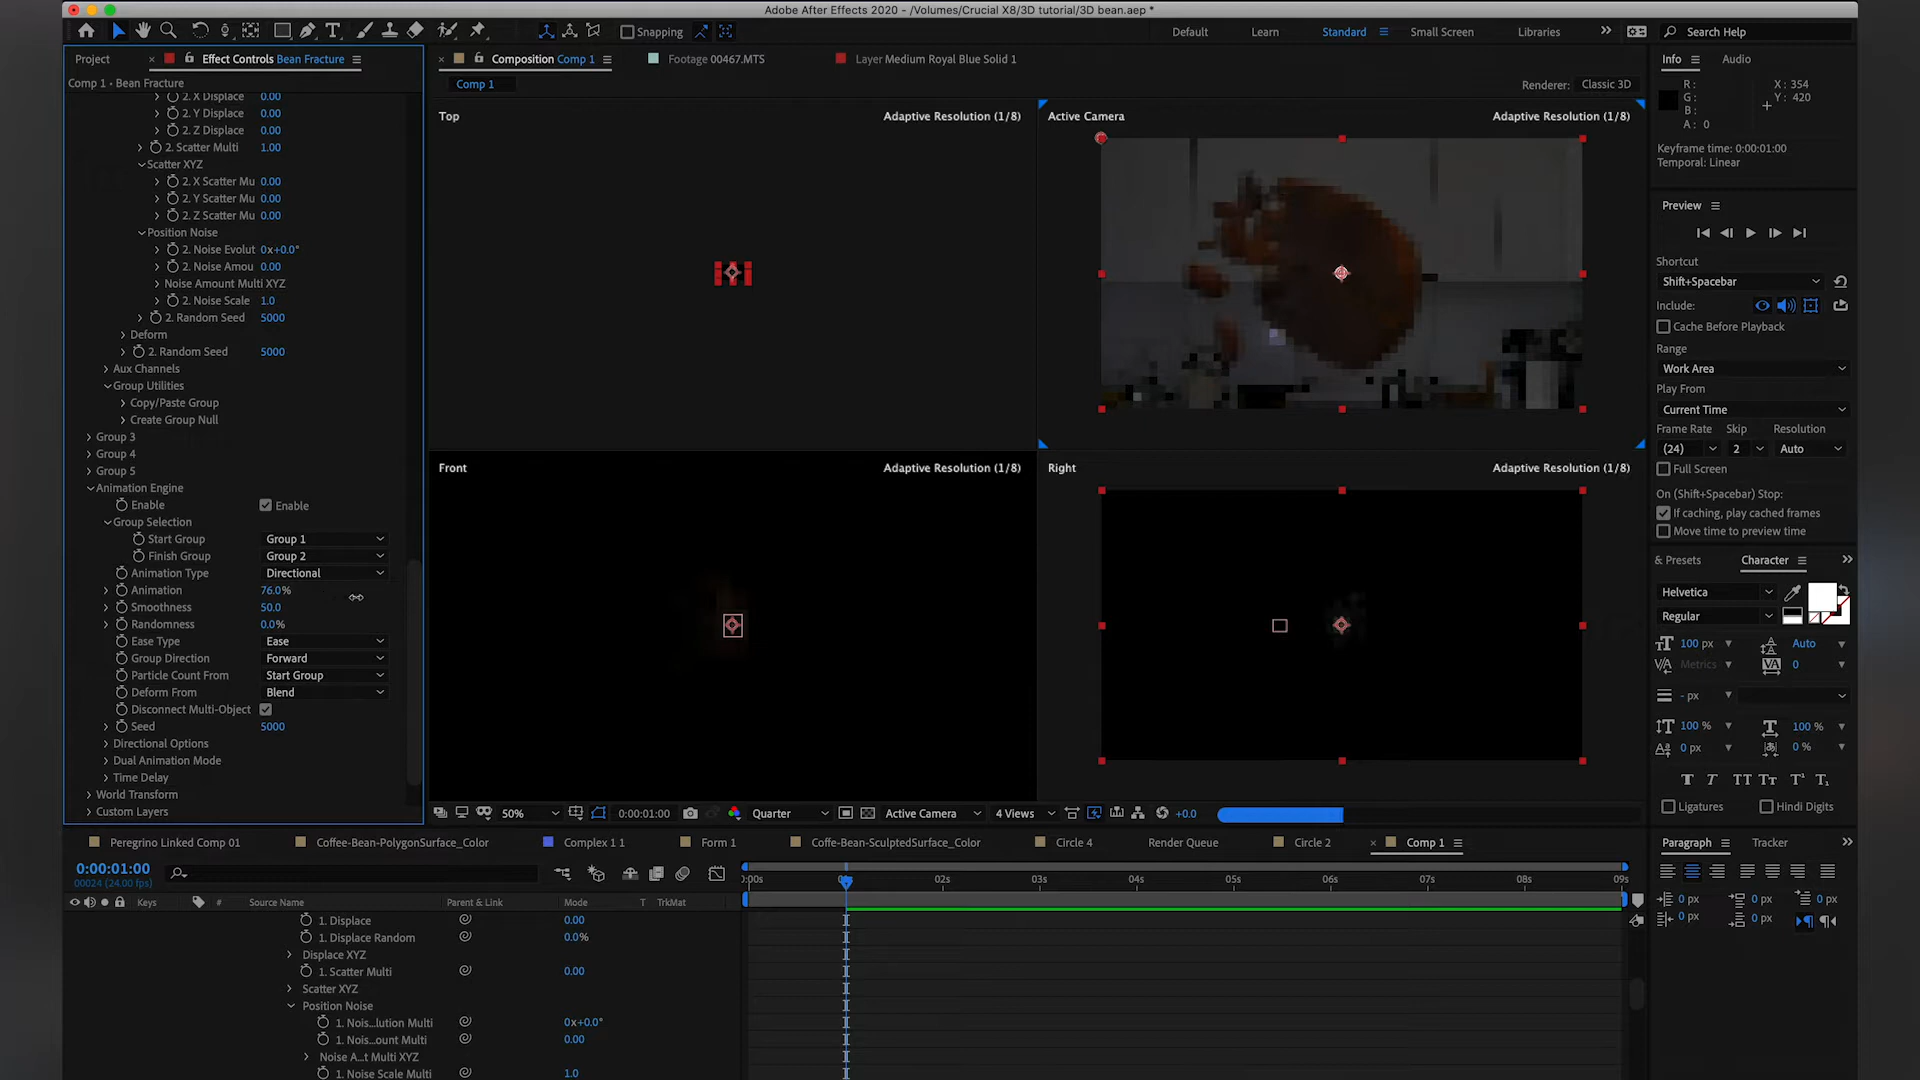 Adobe After Effects 2020 - /Volumes/Crucial X8/3D tutorial/3D bean.aep *
Snapping
Default
Learn
Standard
Small Screen
Libraries
Search Help
Project
Effect Controls Bean Fracture
Composition Comp 1
Footage 00467.MTS
Layer Medium Royal Blue Solid 1
Comp 1 • Bean Fracture
Comp 1
Renderer: Classic 3D
2. X Displace 0.00
2. Y Displace 0.00
2. Z Displace 0.00
2. Scatter Multi 1.00
Scatter XYZ
2. X Scatter Mu 0.00
2. Y Scatter Mu 0.00
2. Z Scatter Mu 0.00
Position Noise
2. Noise Evolut 0x+0.0°
2. Noise Amou 0.00
Noise Amount Multi XYZ
2. Noise Scale 1.0
2. Random Seed 5000
Deform
2. Random Seed 5000
Aux Channels
Group Utilities
Copy/Paste Group
Create Group Null
Group 3
Group 4
Group 5
Animation Engine
Enable Enable
Group Selection
Start Group Group 1
Finish Group Group 2
Animation Type Directional
Animation 76.0%
Smoothness 50.0
Randomness 0.0%
Ease Type Ease
Group Direction Forward
Particle Count From Start Group
Deform From Blend
Disconnect Multi-Object
Seed 5000
Directional Options
Dual Animation Mode
Time Delay
World Transform
Custom Layers
Top Adaptive Resolution (1/8)
Active Camera Adaptive Resolution (1/8)
Front Adaptive Resolution (1/8)
Right Adaptive Resolution (1/8)
50% 0:00:01:00 Quarter Active Camera 4 Views +0.0
Info Audio
R:
G:
B:
A: 0
X: 354
Y: 420
Keyframe time: 0:00:01:00
Temporal: Linear
Preview
Shortcut
Shift+Spacebar
Include:
Cache Before Playback
Range
Work Area
Play From
Current Time
Frame Rate Skip Resolution
(24) 2 Auto
Full Screen
On (Shift+Spacebar) Stop:
If caching, play cached frames
Move time to preview time
& Presets Character
Helvetica
Regular
100 px Auto
Metrics 0
- px
100 % 100 %
0 px 0 %
Ligatures Hindi Digits
Paragraph Tracker
0 px 0 px 0 px
0 px 0 px
Peregrino Linked Comp 01
Coffee-Bean-PolygonSurface_Color
Complex 1 1
Form 1
Coffe-Bean-SculptedSurface_Color
Circle 4
Render Queue
Circle 2
Comp 1
0:00:01:00
00024 (24.00 fps)
:00s 02s 03s 04s 05s 06s 07s 08s 09s
Keys # Source Name Parent & Link Mode T TrkMat
1. Displace 0.00
1. Displace Random 0.0%
Displace XYZ
1. Scatter Multi 0.00
Scatter XYZ
Position Noise
1. Nois...lution Multi 0x+0.0°
1. Nois...ount Multi 0.00
Noise A...t Multi XYZ
1. Noise Scale Multi 1.0